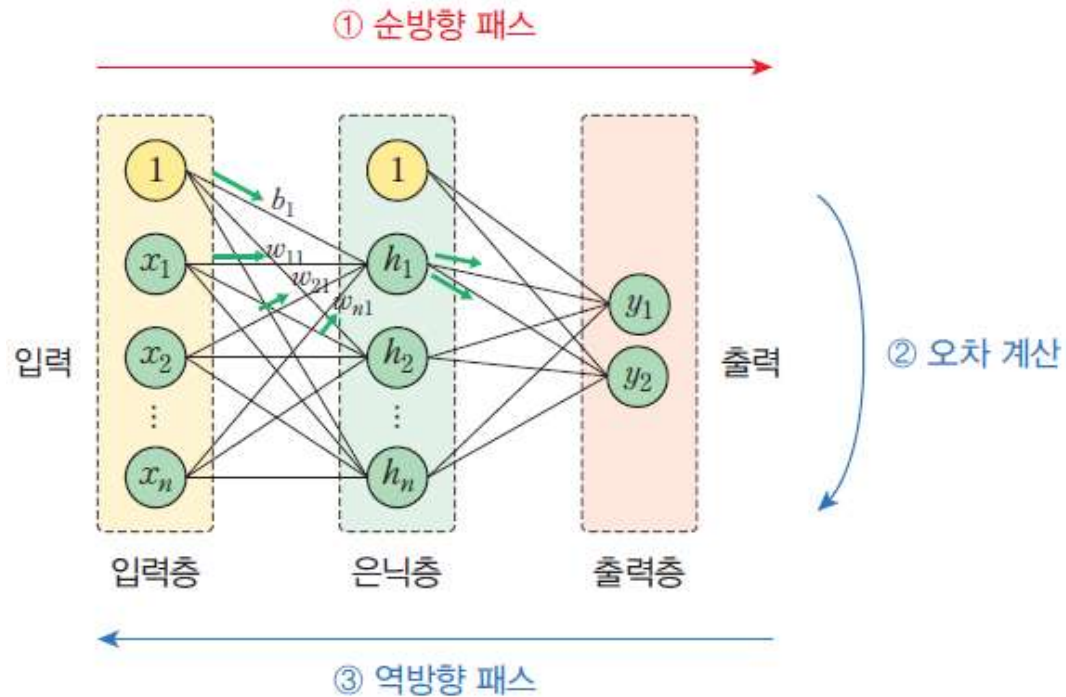 ① 순방향 패스
1
1
b₁
x₁
w₁₁
h₁
w₂₁
wₙ₁
y₁
입력
x₂
h₂
y₂
출력
② 오차 계산
⋮
⋮
xₙ
hₙ
입력층
은닉층
출력층
③ 역방향 패스